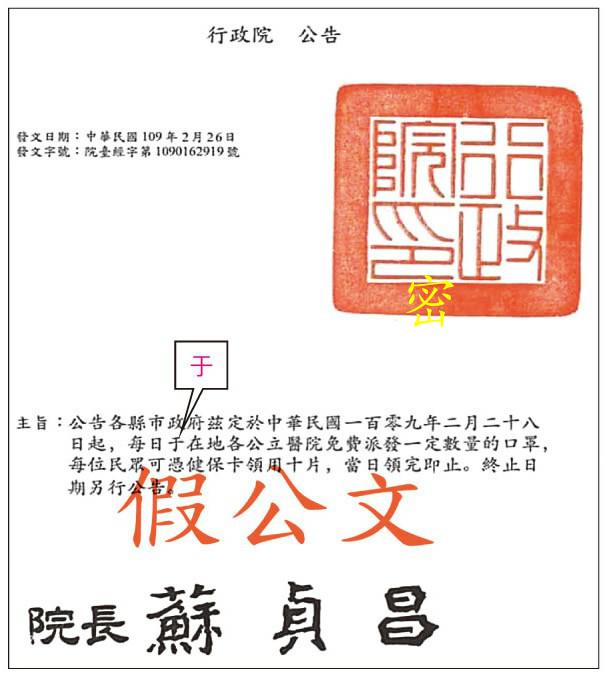 行政院　公告
發文日期：中華民國109年2月26日
發文字號：院臺經字第1090162919號
行政院印
密
于
主旨：公告各縣市政府茲定於中華民國一百零九年二月二十八
日起，每日于在地各公立醫院免費派發一定數量的口罩，
每位民眾可憑健保卡領用十片，當日領完即止。終止日
期另行公告。
假公文
院長 蘇貞昌